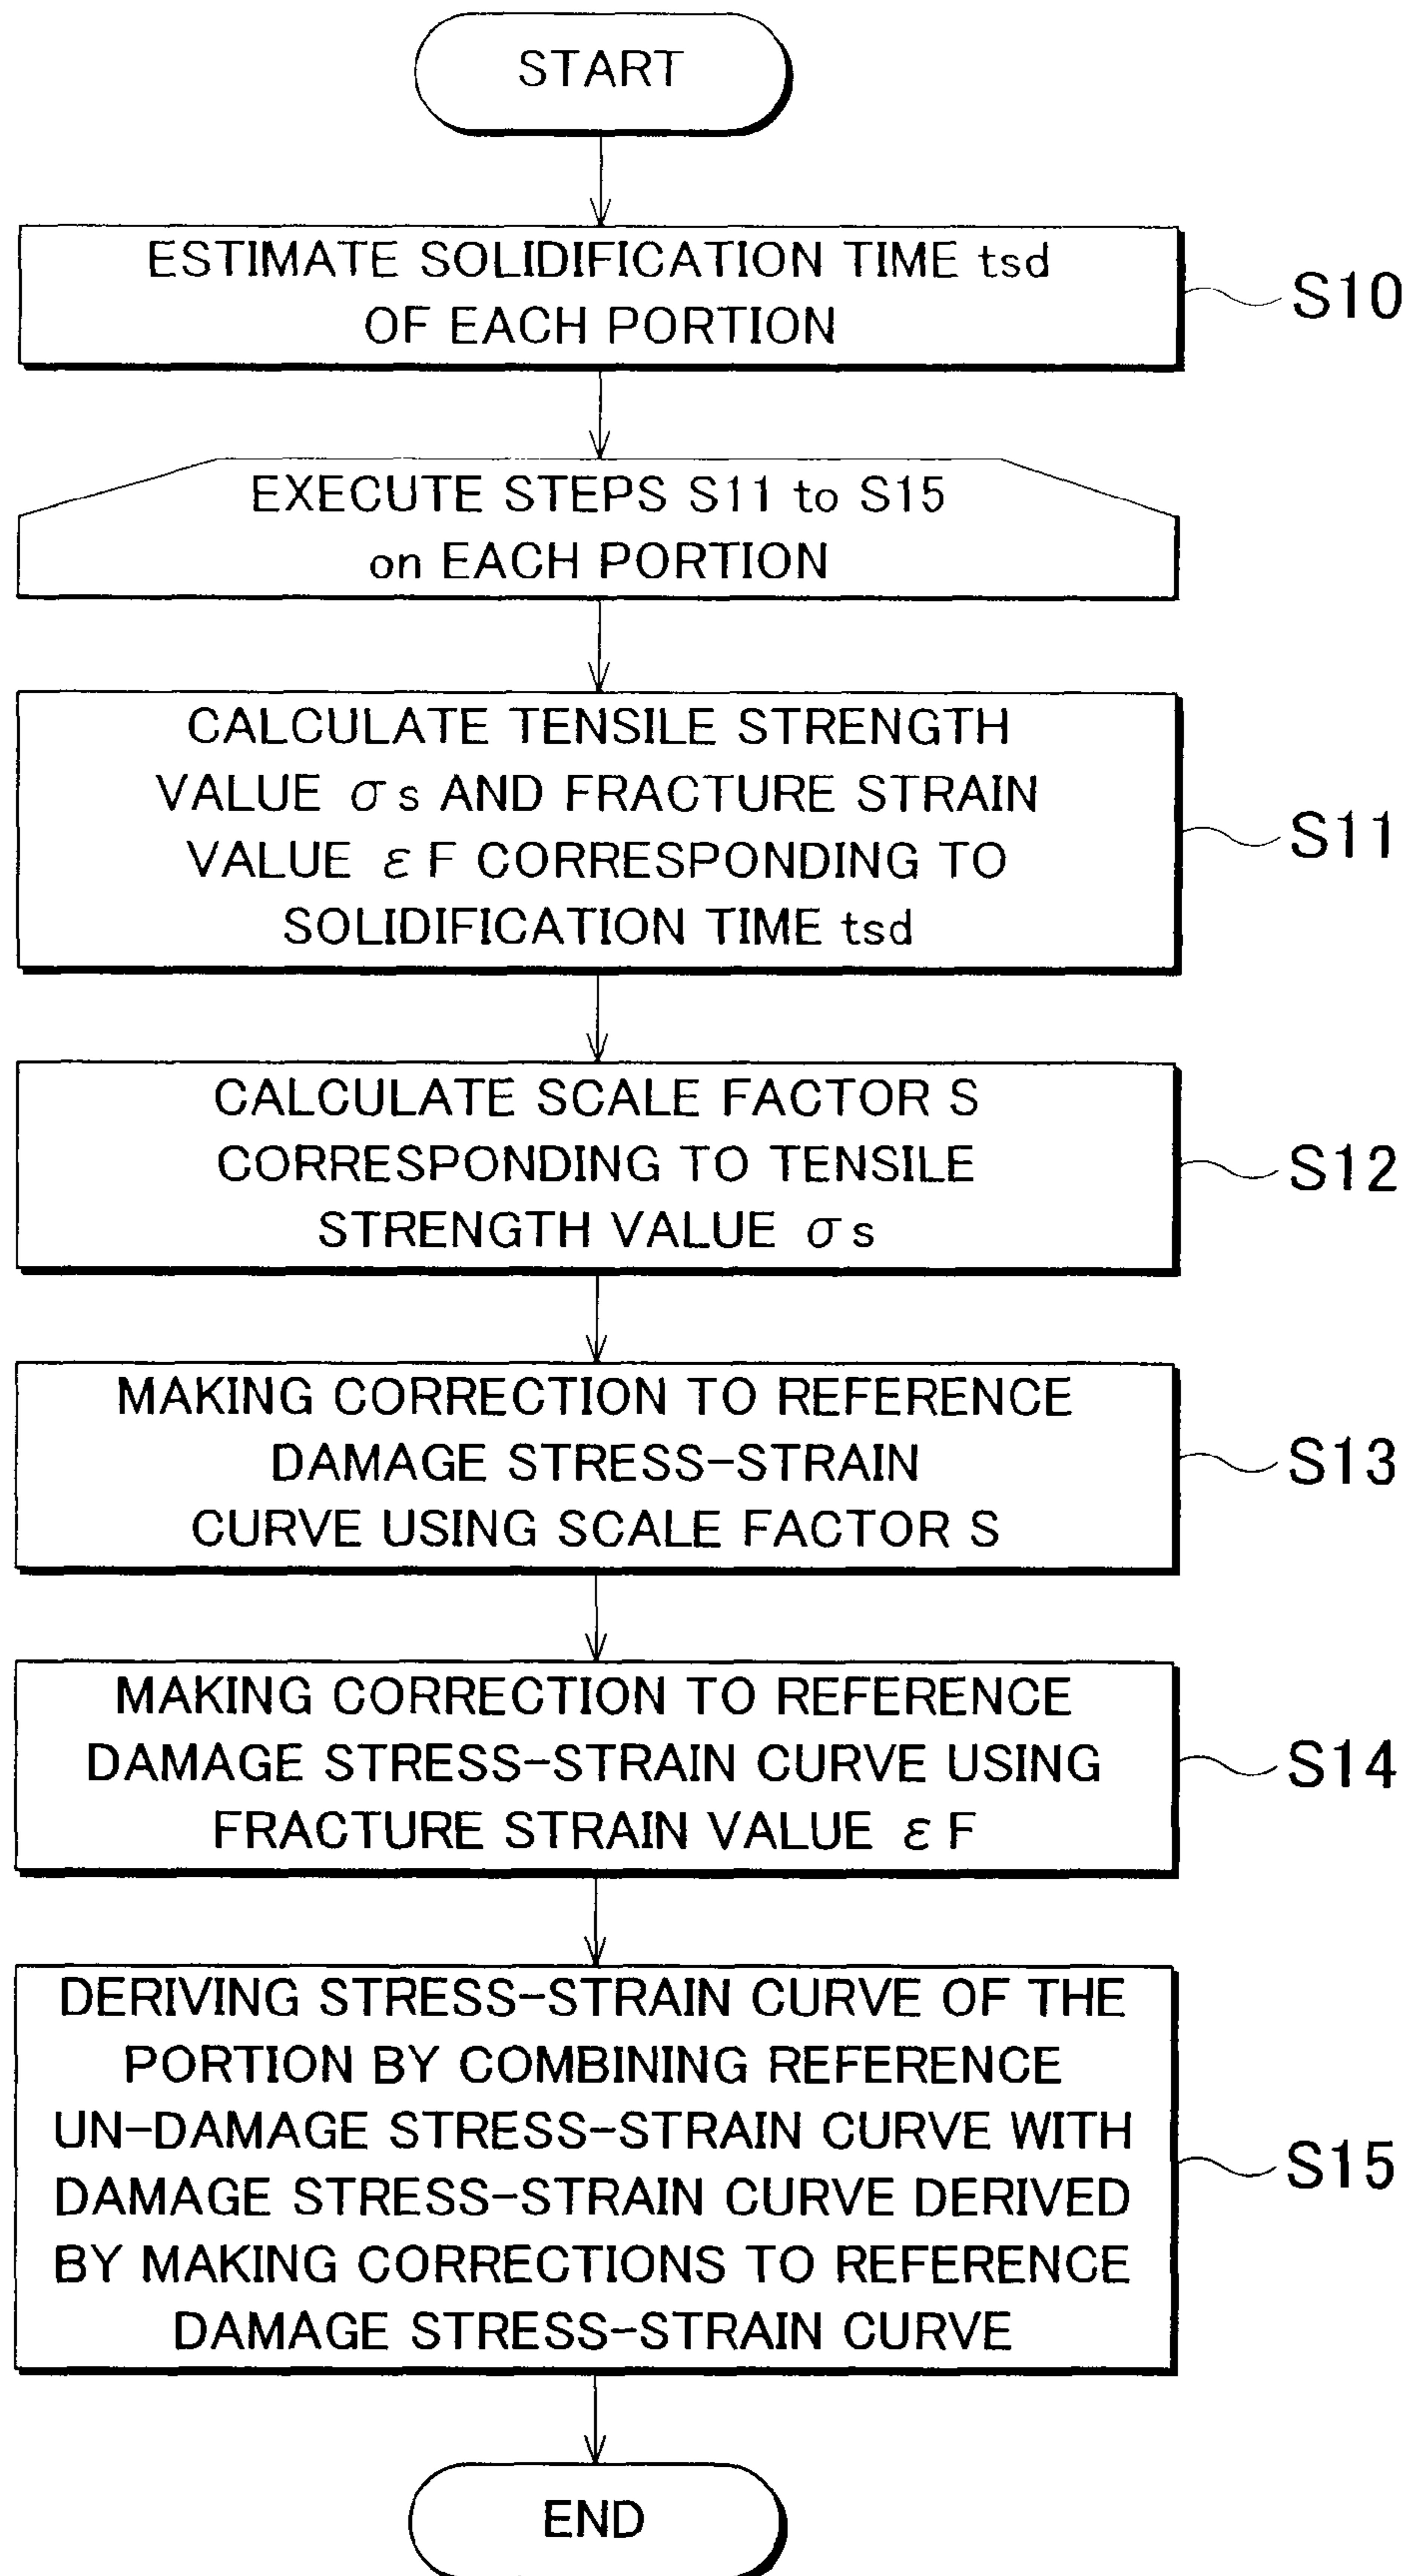 START
ESTIMATE SOLIDIFICATION TIME tsd
OF EACH PORTION
S10
EXECUTE STEPS S11 to S15
on EACH PORTION
CALCULATE TENSILE STRENGTH
VALUE σs AND FRACTURE STRAIN
VALUE εF CORRESPONDING TO
SOLIDIFICATION TIME tsd
S11
CALCULATE SCALE FACTOR S
CORRESPONDING TO TENSILE
STRENGTH VALUE σs
S12
MAKING CORRECTION TO REFERENCE
DAMAGE STRESS-STRAIN
CURVE USING SCALE FACTOR S
S13
MAKING CORRECTION TO REFERENCE
DAMAGE STRESS-STRAIN CURVE USING
FRACTURE STRAIN VALUE εF
S14
DERIVING STRESS-STRAIN CURVE OF THE
PORTION BY COMBINING REFERENCE
UN-DAMAGE STRESS-STRAIN CURVE WITH
DAMAGE STRESS-STRAIN CURVE DERIVED
BY MAKING CORRECTIONS TO REFERENCE
DAMAGE STRESS-STRAIN CURVE
S15
END